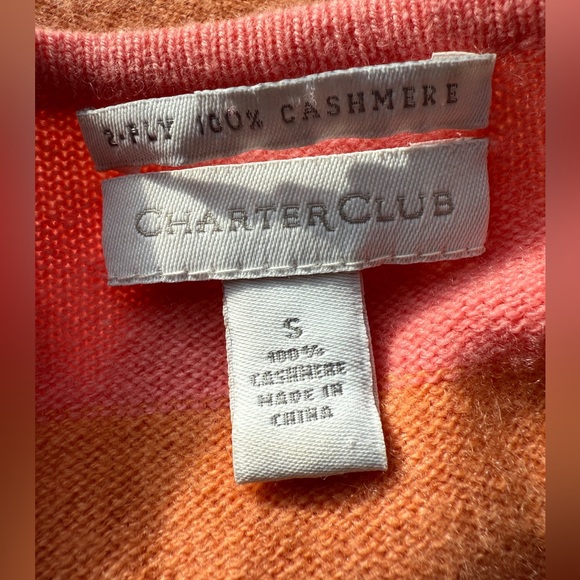 2-PLY 100% CASHMERE
CHARTER CLUB
S
100%
CASHMERE
MADE IN
CHINA